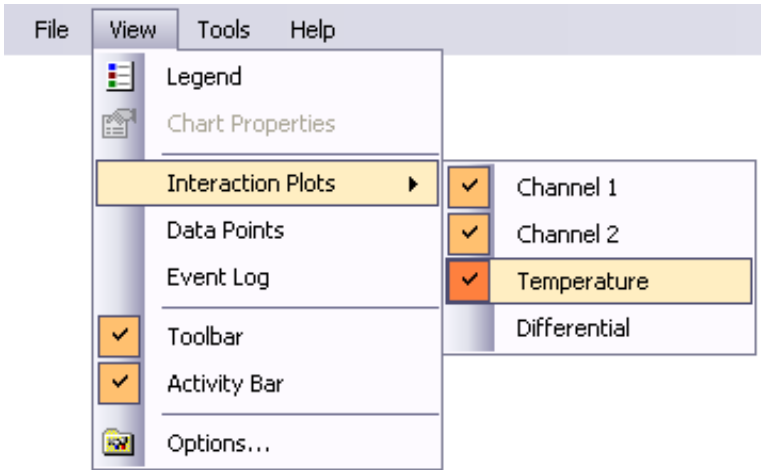 File View Tools Help
Legend
Chart Properties
Interaction Plots
Data Points
Event Log
Toolbar
Activity Bar
Options...
Channel 1
Channel 2
Temperature
Differential